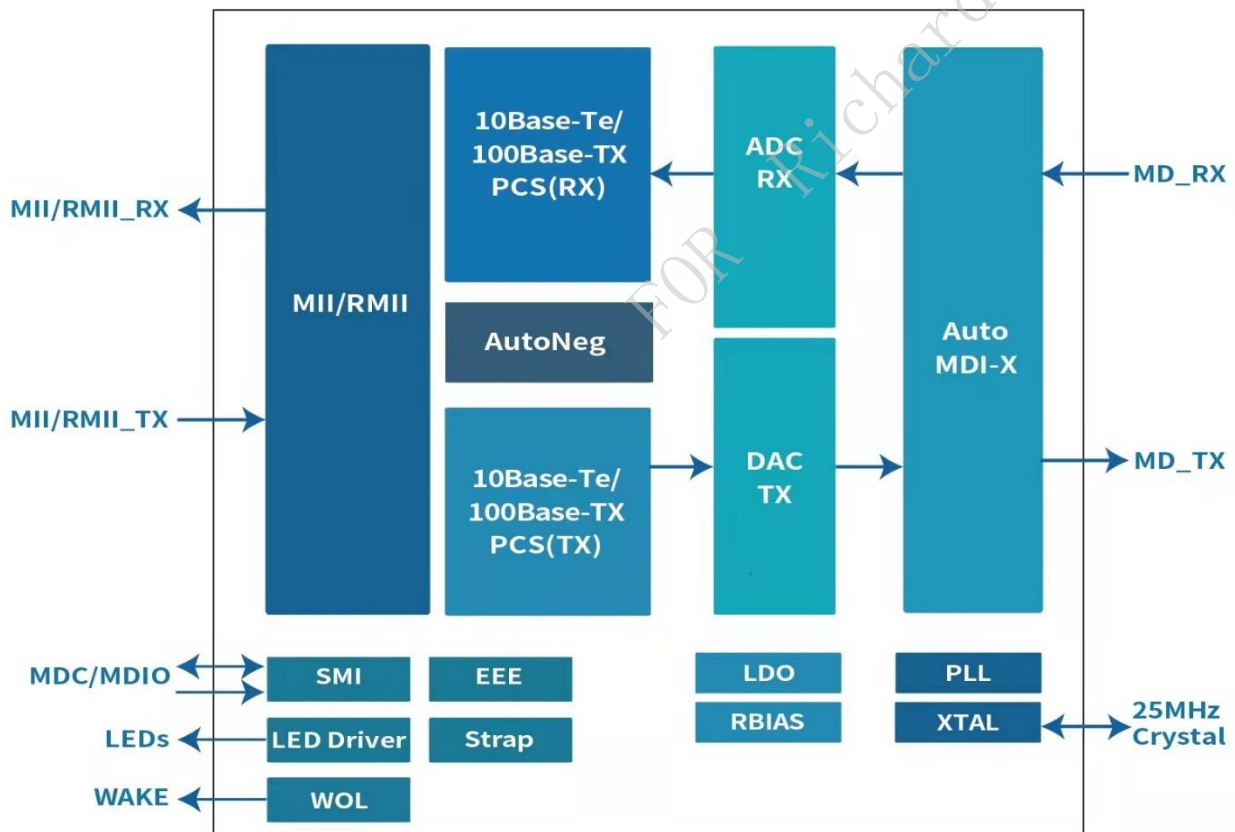 10Base-Te/
100Base-TX
PCS(RX)
ADC
RX
MD_RX
MII/RMII_RX
MII/RMII
AutoNeg
Auto
MDI-X
MII/RMII_TX
10Base-Te/
100Base-TX
PCS(TX)
DAC
TX
MD_TX
MDC/MDIO
SMI
EEE
LDO
PLL
LEDs
LED Driver
Strap
RBIAS
XTAL
25MHz
Crystal
WAKE
WOL
FOR Richard